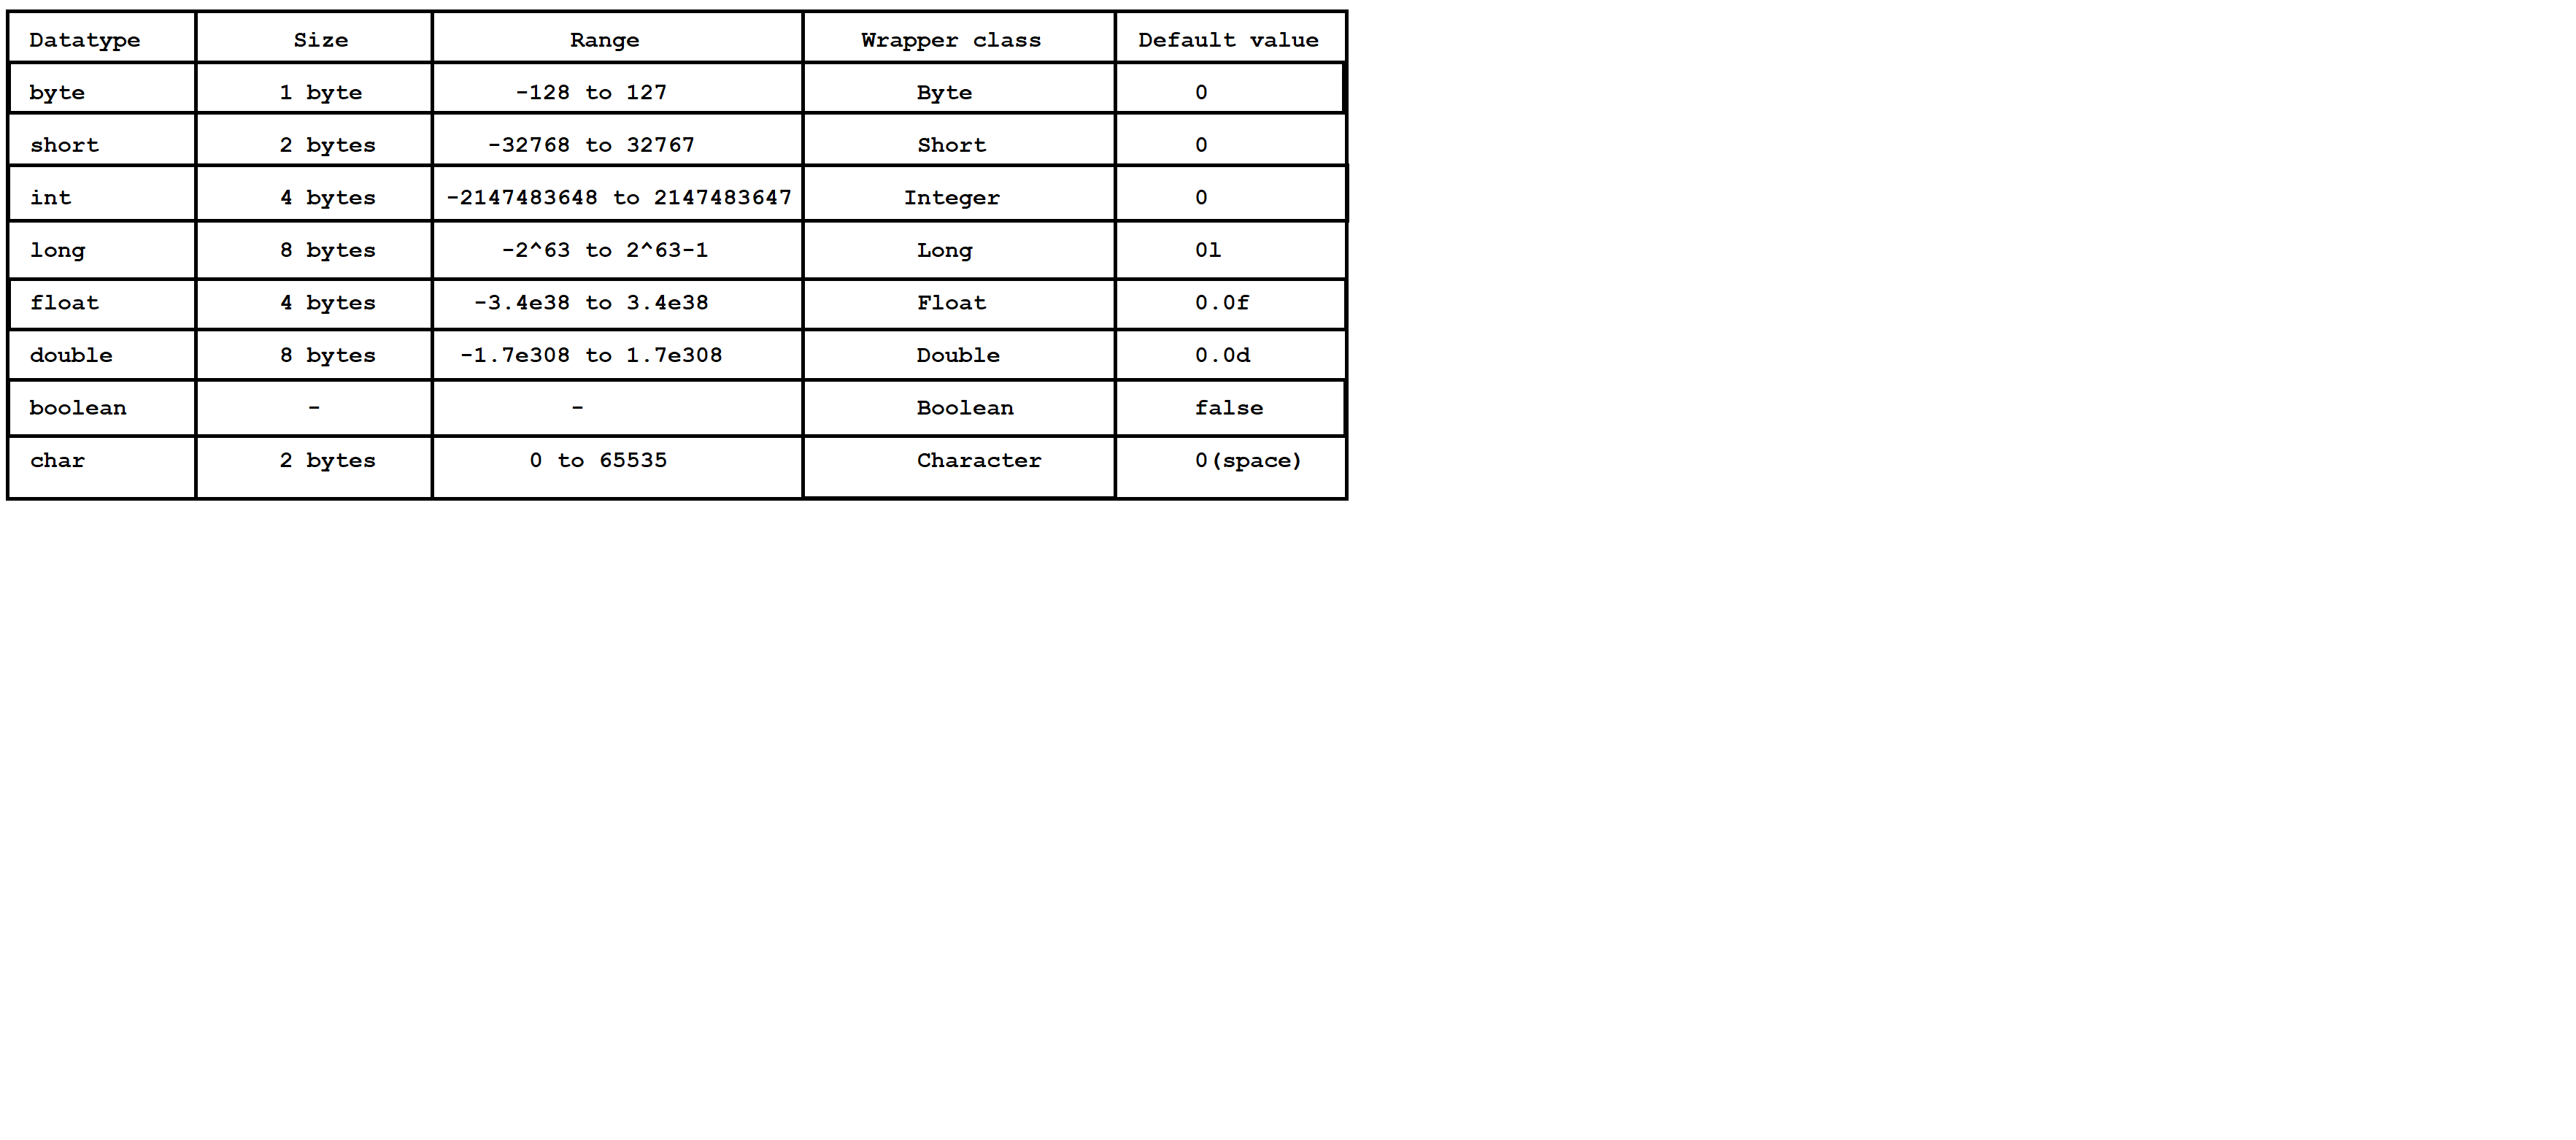 Datatype Size Range Wrapper class Default value
byte 1 byte -128 to 127 Byte 0
short 2 bytes -32768 to 32767 Short 0
int 4 bytes -2147483648 to 2147483647 Integer 0
long 8 bytes -2^63 to 2^63-1 Long 0l
float 4 bytes -3.4e38 to 3.4e38 Float 0.0f
double 8 bytes -1.7e308 to 1.7e308 Double 0.0d
boolean - - Boolean false
char 2 bytes 0 to 65535 Character 0(space)